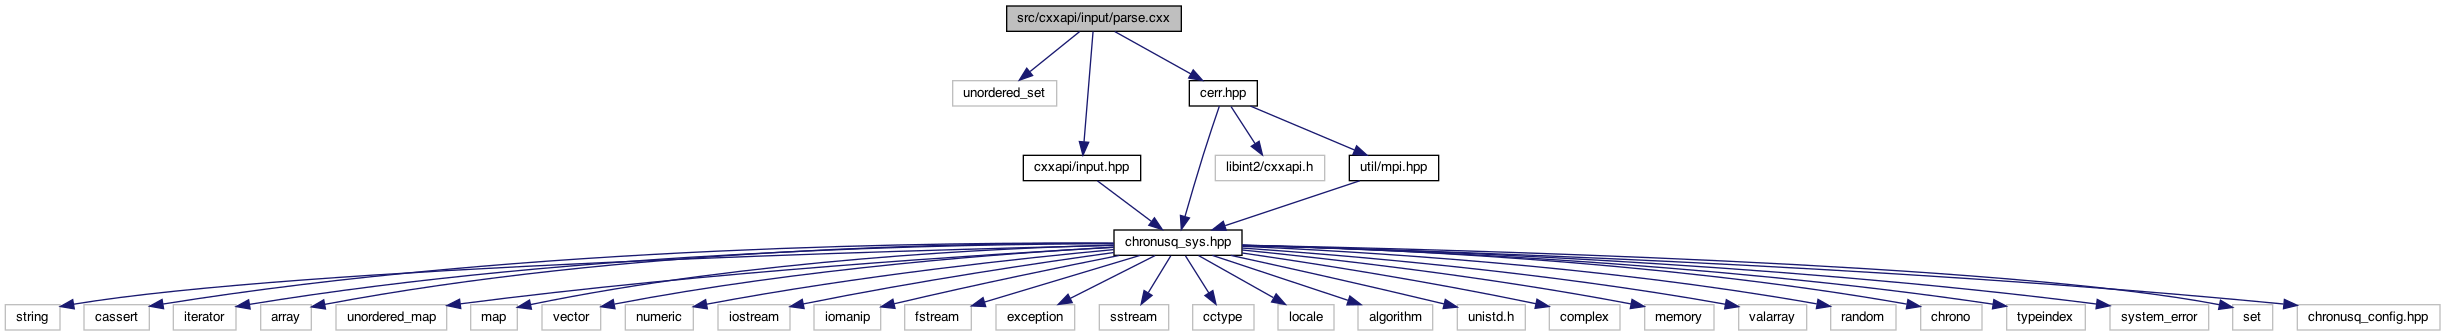 src/cxxapi/input/parse.cxx
unordered_set
cerr.hpp
cxxapi/input.hpp
libint2/cxxapi.h
util/mpi.hpp
chronusq_sys.hpp
string
cassert
iterator
array
unordered_map
map
vector
numeric
iostream
iomanip
fstream
exception
sstream
cctype
locale
algorithm
unistd.h
complex
memory
valarray
random
chrono
typeindex
system_error
set
chronusq_config.hpp